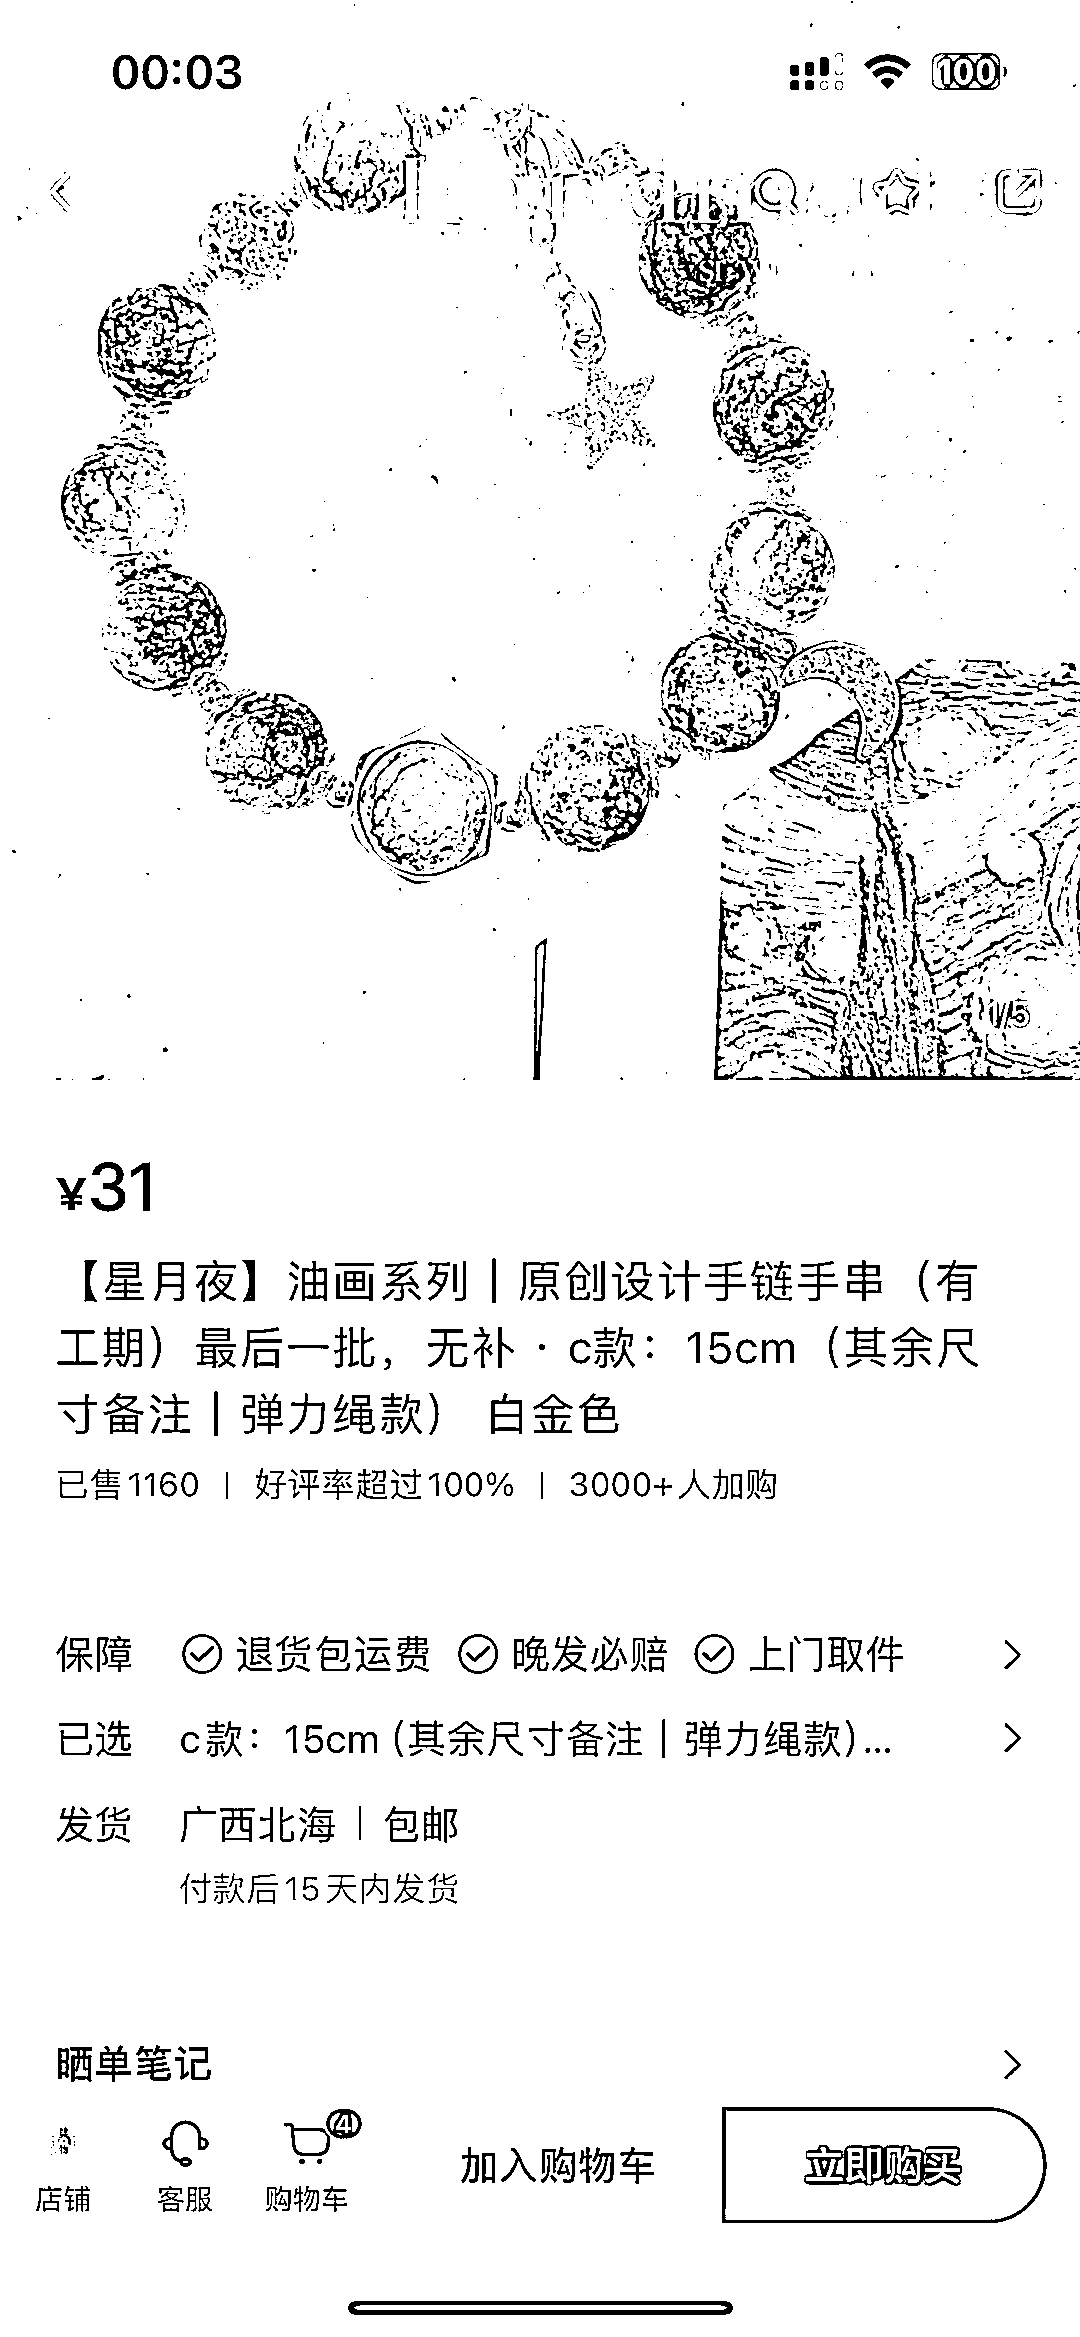 00:03
100
1/5
¥31
【星月夜】油画系列｜原创设计手链手串（有
工期）最后一批，无补 · c款：15cm（其余尺
寸备注｜弹力绳款） 白金色
已售1160 | 好评率超过100% | 3000+人加购
保障 退货包运费 晚发必赔 上门取件
已选 c款：15cm (其余尺寸备注｜弹力绳款)...
发货 广西北海 | 包邮
付款后15天内发货
晒单笔记
4
店铺 客服 购物车 加入购物车 立即购买